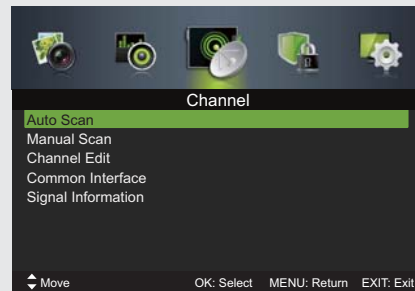 Channel
Auto Scan
Manual Scan
Channel Edit
Common Interface
Signal Information
Move OK: Select MENU: Return EXIT: Exit